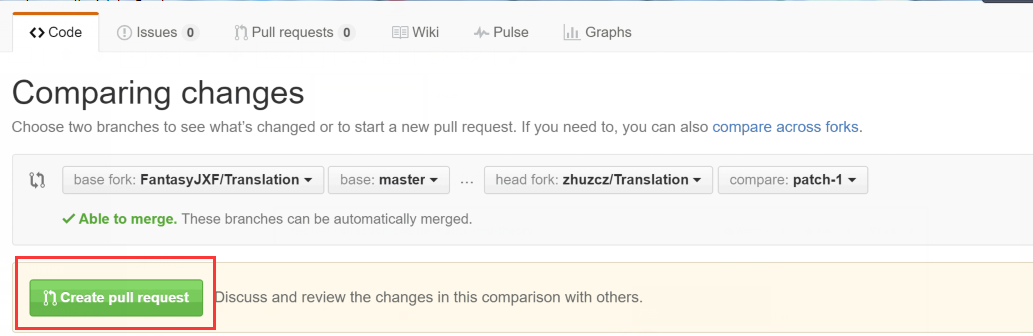 Code Issues 0 Pull requests 0 Wiki Pulse Graphs
Comparing changes
Choose two branches to see what's changed or to start a new pull request. If you need to, you can also compare across forks.
base fork: FantasyJXF/Translation base: master ... head fork: zhuzcz/Translation compare: patch-1
Able to merge. These branches can be automatically merged.
Create pull request Discuss and review the changes in this comparison with others.